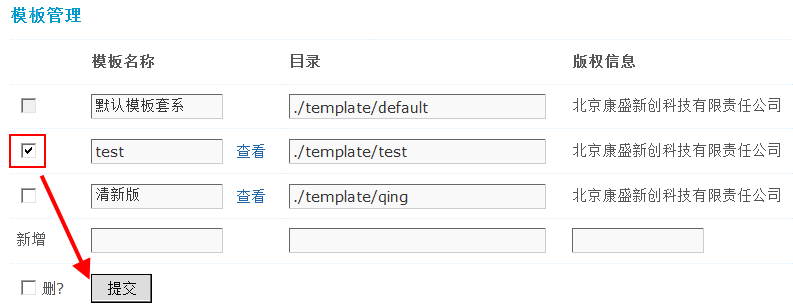 模板管理
模板名称 目录 版权信息
默认模板套系 ./template/default 北京康盛新创科技有限责任公司
test 查看 ./template/test 北京康盛新创科技有限责任公司
清新版 查看 ./template/qing 北京康盛新创科技有限责任公司
新增
删? 提交